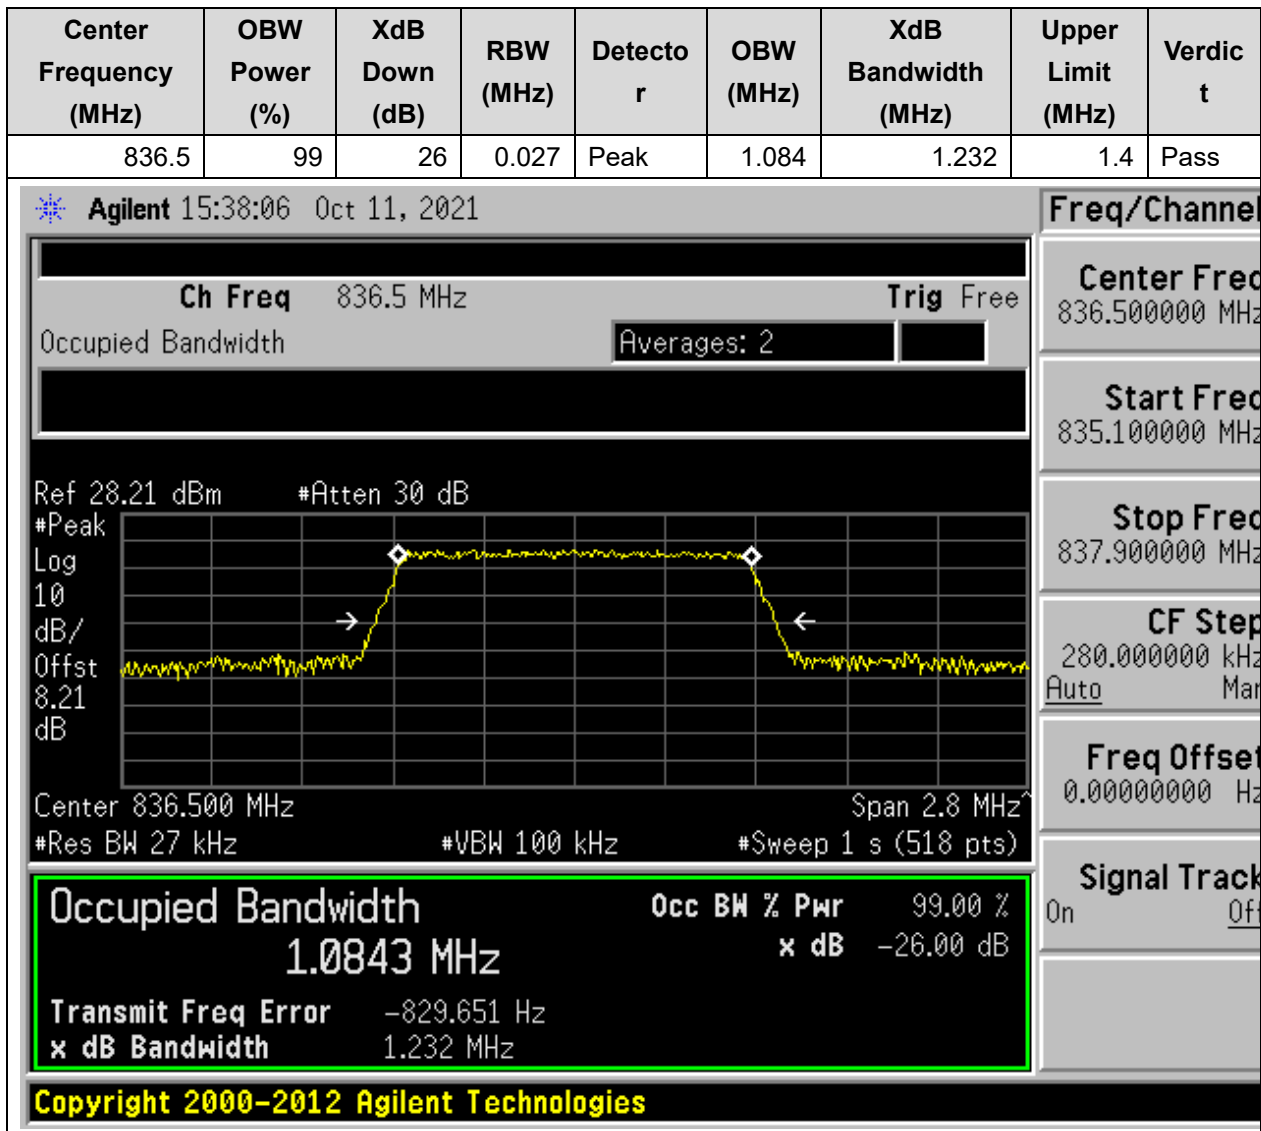 Center Frequency (MHz) OBW Power (%) XdB Down (dB) RBW (MHz) Detecto r OBW (MHz) XdB Bandwidth (MHz) Upper Limit (MHz) Verdic t
836.5 99 26 0.027 Peak 1.084 1.232 1.4 Pass
Agilent 15:38:06 Oct 11, 2021
Freq/Channel
Ch Freq 836.5 MHz Trig Free
Occupied Bandwidth Averages: 2
Center Freq
836.500000 MHz
Start Freq
835.100000 MHz
Stop Freq
837.900000 MHz
CF Step
280.000000 kHz
Auto Man
Freq Offset
0.00000000 Hz
Signal Track
On Off
Ref 28.21 dBm #Atten 30 dB
#Peak
Log
10
dB/
Offst
8.21
dB
Center 836.500 MHz Span 2.8 MHz^
#Res BW 27 kHz #VBW 100 kHz #Sweep 1 s (518 pts)
Occupied Bandwidth Occ BW % Pwr 99.00 %
1.0843 MHz x dB -26.00 dB
Transmit Freq Error -829.651 Hz
x dB Bandwidth 1.232 MHz
Copyright 2000-2012 Agilent Technologies